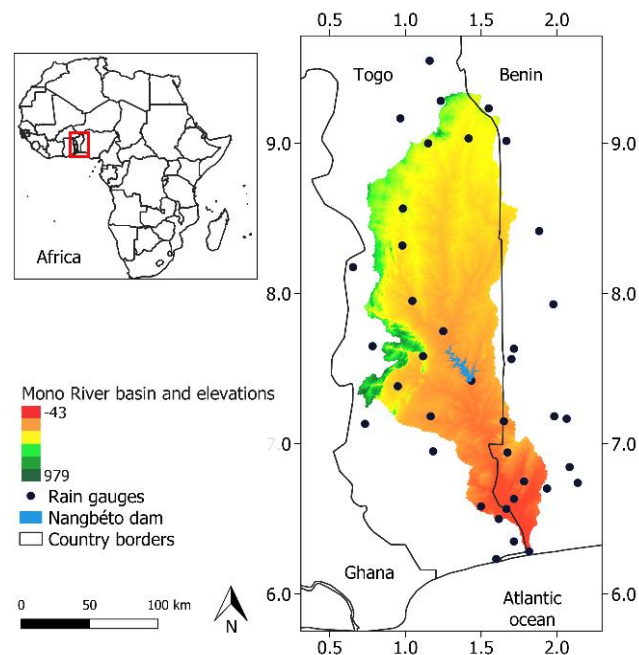 0.5 1.0 1.5 2.0
Togo
Benin
9.0
9.0
Africa
8.0
8.0
Mono River basin and elevations
-43
979
7.0
7.0
Rain gauges
Nangbéto dam
Country borders
6.0
6.0
Ghana
Atlantic
ocean
0 50 100 km
N
0.5 1.0 1.5 2.0